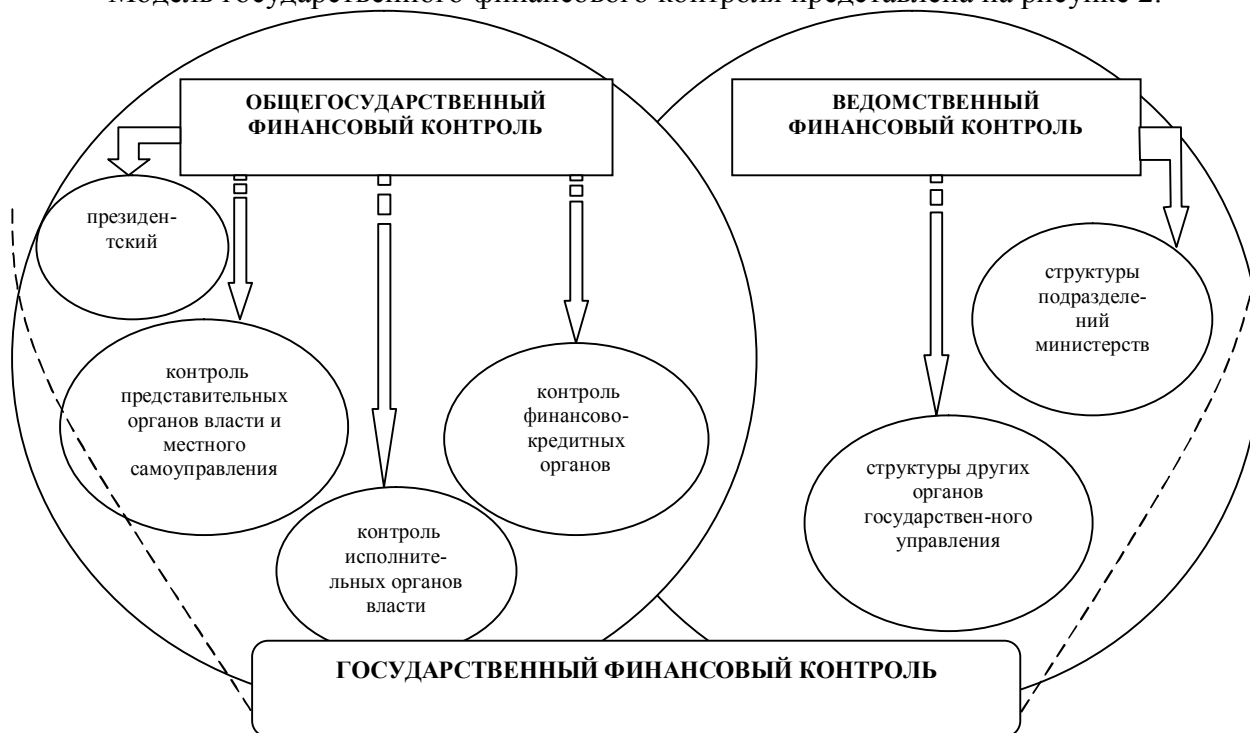 Модель государственного финансового контроля представлена на рисунке 2.
ОБЩЕГОСУДАРСТВЕННЫЙ
ФИНАНСОВЫЙ КОНТРОЛЬ
ВЕДОМСТВЕННЫЙ
ФИНАНСОВЫЙ КОНТРОЛЬ
президен-
тский
контроль
представительных
органов власти и
местного
самоуправления
контроль
исполните-
льных органов
власти
контроль
финансово-
кредитных
органов
структуры других
органов
государствен-ного
управления
структуры
подразделе-
ний
министерств
ГОСУДАРСТВЕННЫЙ ФИНАНСОВЫЙ КОНТРОЛЬ